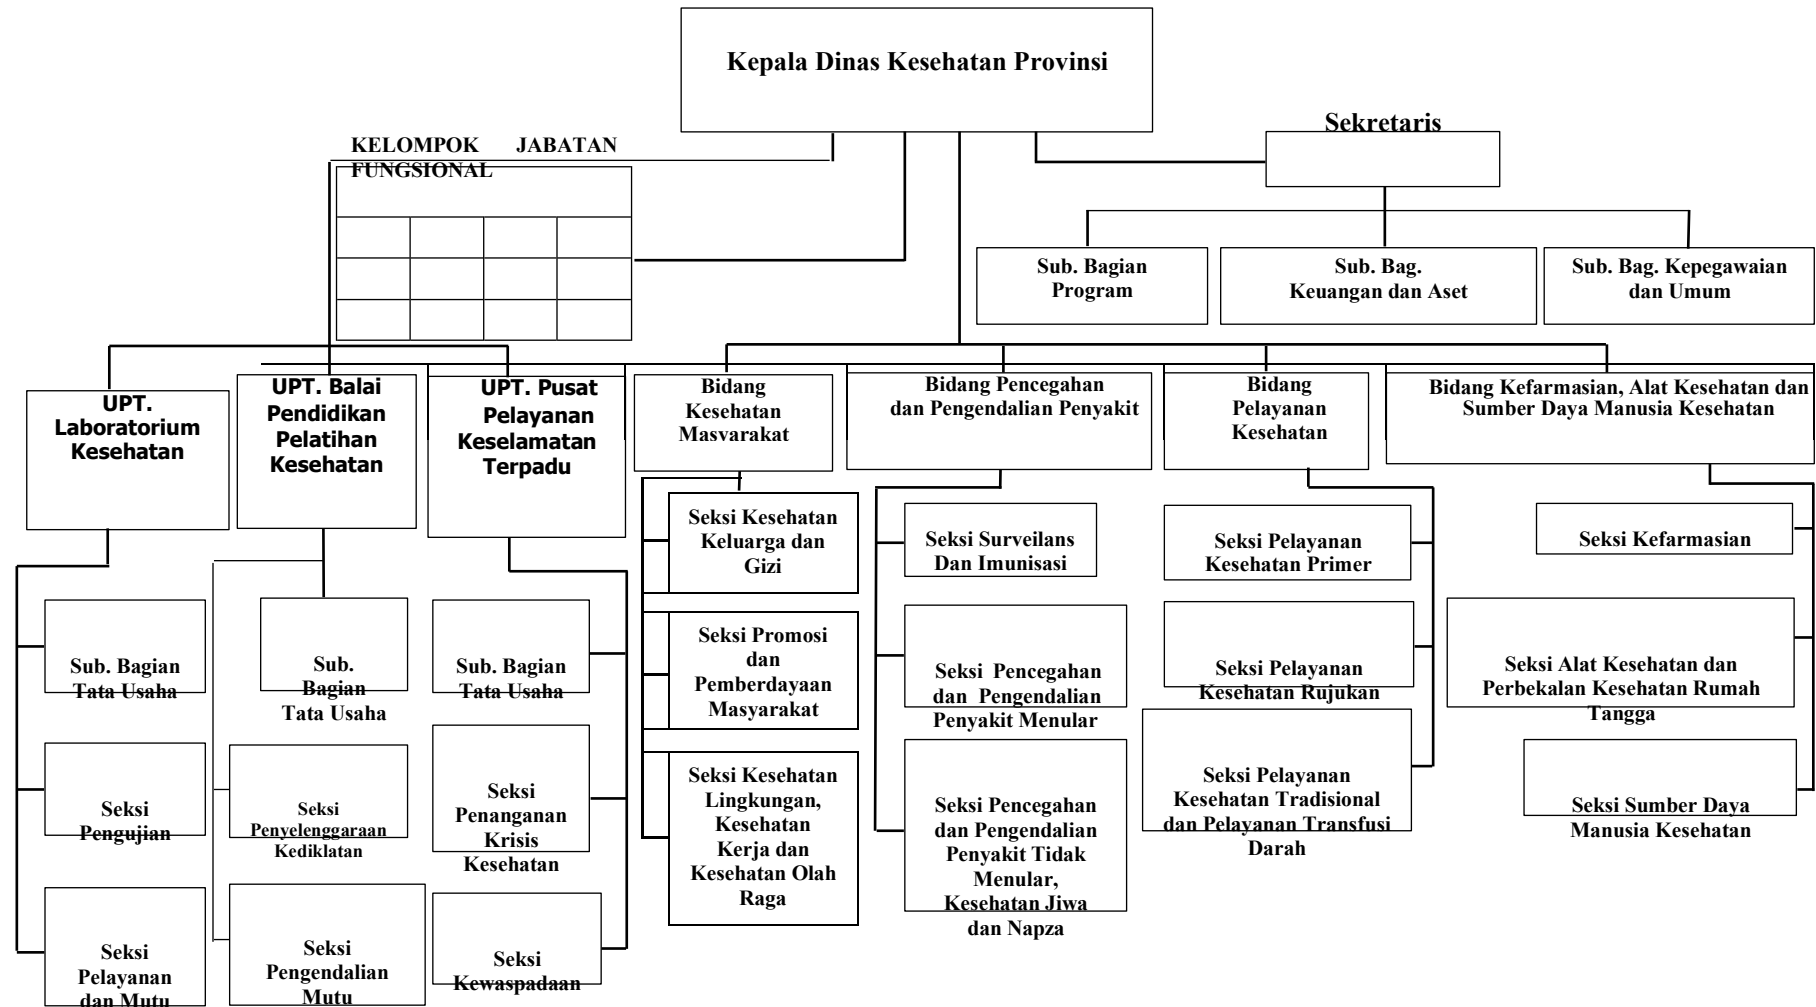 Kepala Dinas Kesehatan Provinsi
Sekretaris
KELOMPOK JABATAN
FUNGSIONAL
Sub. Bagian
Program
Sub. Bag.
Keuangan dan Aset
Sub. Bag. Kepegawaian
dan Umum
UPT.
Laboratorium
Kesehatan
UPT. Balai
Pendidikan
Pelatihan
Kesehatan
UPT. Pusat
Pelayanan
Keselamatan
Terpadu
Bidang
Kesehatan
Masvarakat
Bidang Pencegahan
dan Pengendalian Penyakit
Bidang
Pelayanan
Kesehatan
Bidang Kefarmasian, Alat Kesehatan dan
Sumber Daya Manusia Kesehatan
Sub. Bagian
Tata Usaha
Seksi
Pengujian
Seksi
Pelayanan
dan Mutu
Sub.
Bagian
Tata Usaha
Seksi
Penyelenggaraan
Kediklatan
Seksi
Pengendalian
Mutu
Sub. Bagian
Tata Usaha
Seksi
Penanganan
Krisis
Kesehatan
Seksi
Kewaspadaan
Seksi Kesehatan
Keluarga dan
Gizi
Seksi Promosi
dan
Pemberdayaan
Masyarakat
Seksi Kesehatan
Lingkungan,
Kesehatan
Kerja dan
Kesehatan Olah
Raga
Seksi Surveilans
Dan Imunisasi
Seksi Pencegahan
dan Pengendalian
Penyakit Menular
Seksi Pencegahan
dan Pengendalian
Penyakit Tidak
Menular,
Kesehatan Jiwa
dan Napza
Seksi Pelayanan
Kesehatan Primer
Seksi Pelayanan
Kesehatan Rujukan
Seksi Pelayanan
Kesehatan Tradisional
dan Pelayanan Transfusi
Darah
Seksi Kefarmasian
Seksi Alat Kesehatan dan
Perbekalan Kesehatan Rumah
Tangga
Seksi Sumber Daya
Manusia Kesehatan